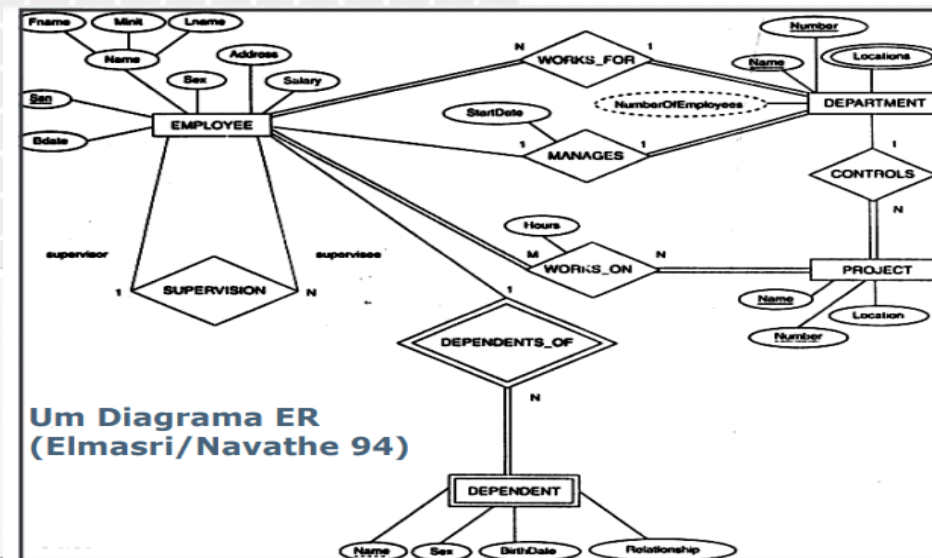 Fname Minit Lname Number
Name Address N WORKS_FOR 1 Name Locations
Sex Salary
Ssn StartDate NumberOfEmployees DEPARTMENT
EMPLOYEE
Bdate 1 MANAGES 1 1
CONTROLS
Hours N
supervisor supervisee M WORKS_ON N PROJECT
1 SUPERVISION N 1 Name Location
Number
DEPENDENTS_OF
N
Um Diagrama ER
(Elmasri/Navathe 94)
DEPENDENT
Name Sex BirthDate Relationship